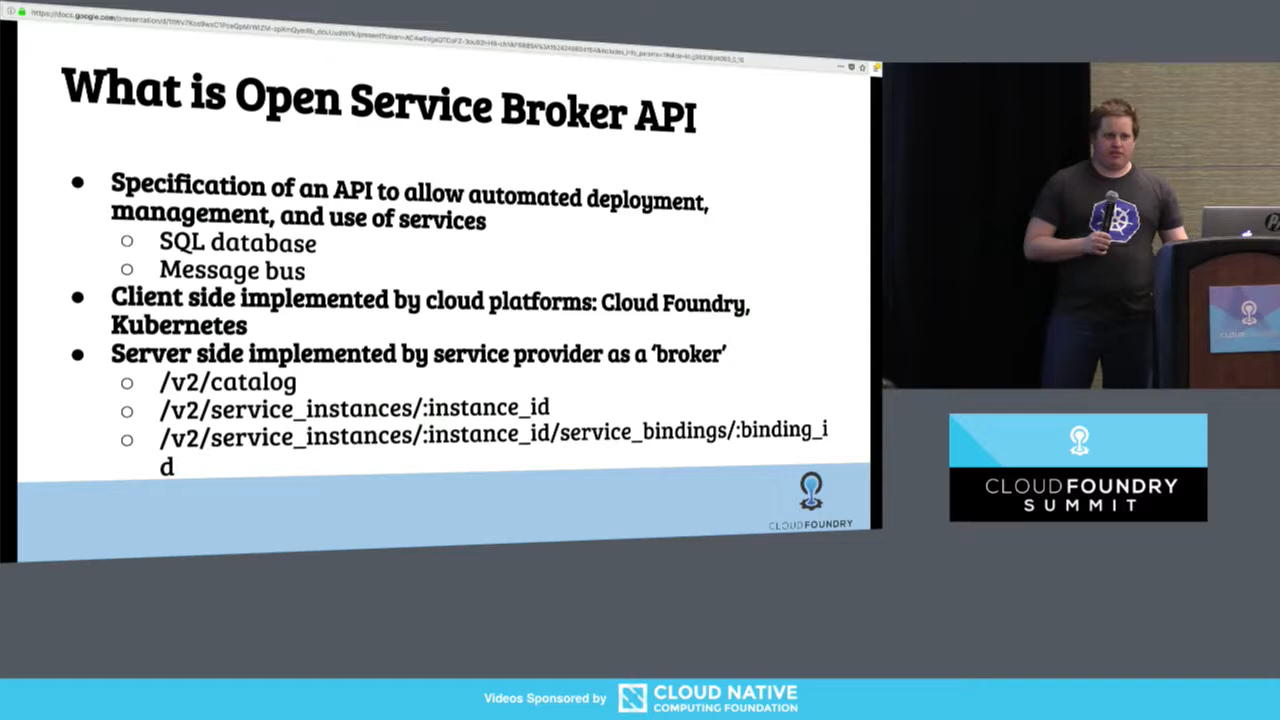 What is Open Service Broker API
● Specification of an API to allow automated deployment,
management, and use of services
○ SQL database
○ Message bus
● Client side implemented by cloud platforms: Cloud Foundry,
Kubernetes
● Server side implemented by service provider as a ‘broker’
○ /v2/catalog
○ /v2/service_instances/:instance_id
○ /v2/service_instances/:instance_id/service_bindings/:binding_i
d
CLOUDFOUNDRY
CLOUDFOUNDRY
SUMMIT
Videos Sponsored by
CLOUD NATIVE
COMPUTING FOUNDATION